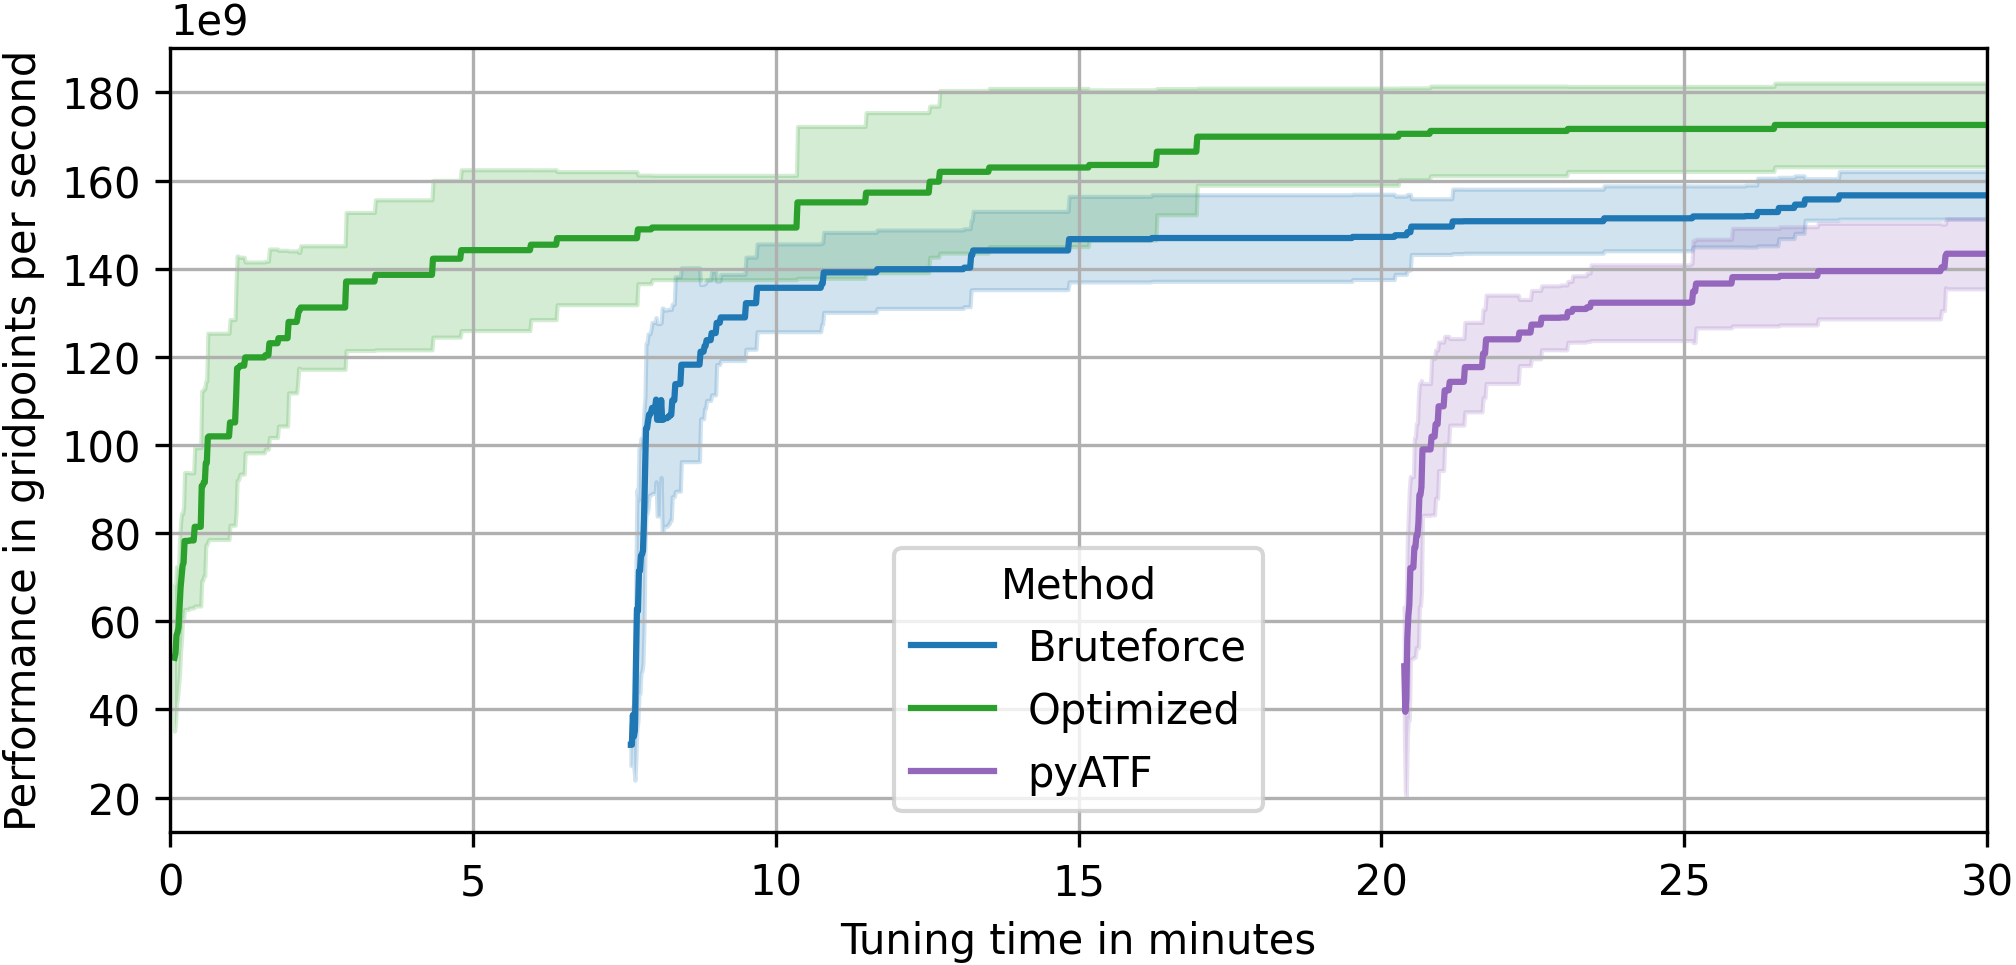 1e9
Performance in gridpoints per second
180
160
140
120
100
80
60
40
20
Method
Bruteforce
Optimized
pyATF
0 5 10 15 20 25 30
Tuning time in minutes